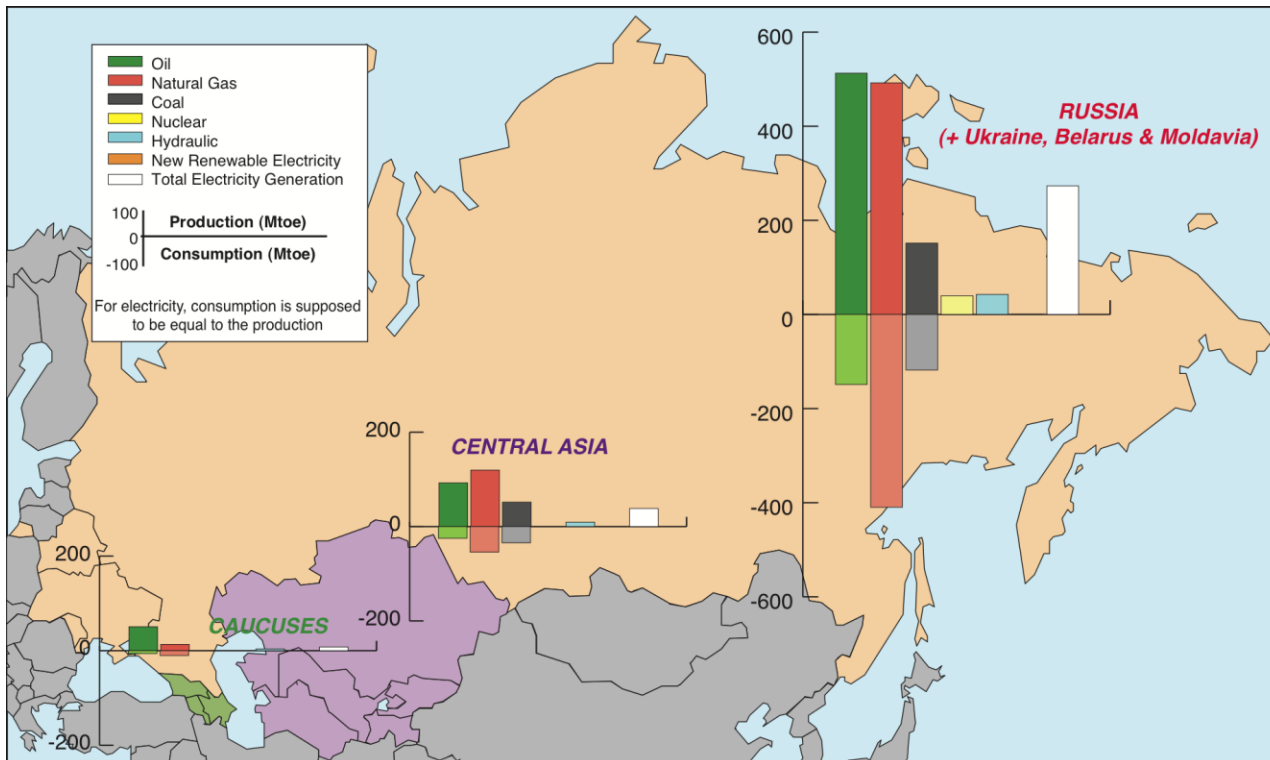 Oil
Natural Gas
Coal
Nuclear
Hydraulic
New Renewable Electricity
Total Electricity Generation
100
Production (Mtoe)
0
Consumption (Mtoe)
-100
For electricity, consumption is supposed
to be equal to the production
600
400
200
0
-200
-400
-600
RUSSIA
(+ Ukraine, Belarus & Moldavia)
200
0
-200
CENTRAL ASIA
200
0
-200
CAUCUSES